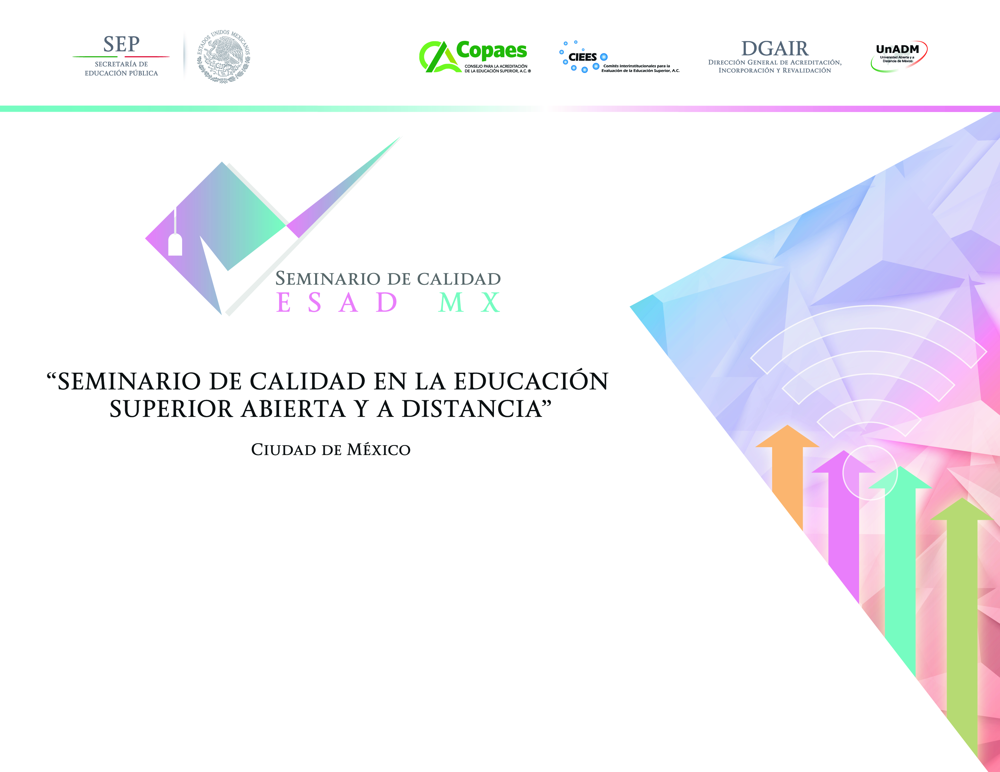 SEP
SECRETARÍA DE
EDUCACIÓN PÚBLICA
ESTADOS UNIDOS MEXICANOS
Copaes
CONSEJO PARA LA ACREDITACIÓN
DE LA EDUCACIÓN SUPERIOR, A.C.®
CIEES
Comités Interinstitucionales para la
Evaluación de la Educación Superior, A.C.
DGAIR
DIRECCIÓN GENERAL DE ACREDITACIÓN,
INCORPORACIÓN Y REVALIDACIÓN
UnADM
Universidad Abierta y a
Distancia de México
SEMINARIO DE CALIDAD
ESAD MX
“SEMINARIO DE CALIDAD EN LA EDUCACIÓN
SUPERIOR ABIERTA Y A DISTANCIA”
CIUDAD DE MÉXICO